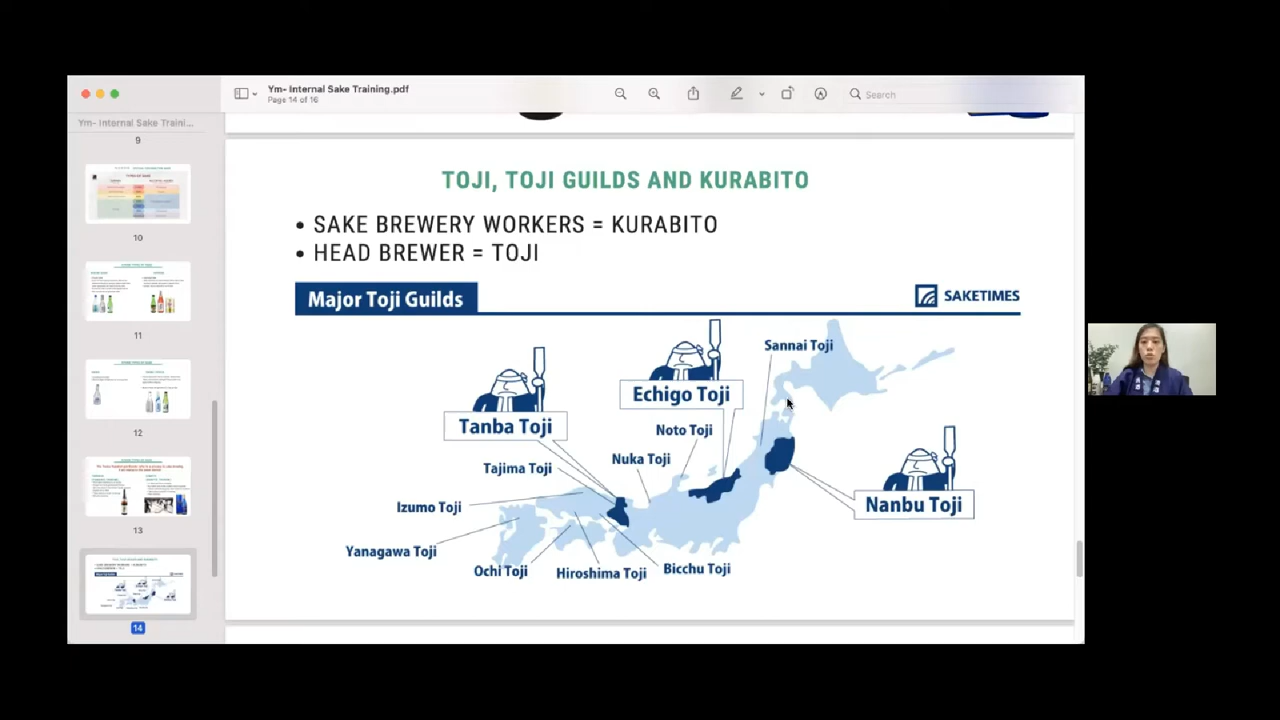 Ym- Internal Sake Training.pdf
Page 14 of 16
Search
Ym- Internal Sake Traini...
9
10
11
12
13
14
TOJI, TOJI GUILDS AND KURABITO
• SAKE BREWERY WORKERS = KURABITO
• HEAD BREWER = TOJI
Major Toji Guilds
SAKETIMES
Sannai Toji
Echigo Toji
Tanba Toji
Noto Toji
Nuka Toji
Tajima Toji
Nanbu Toji
Izumo Toji
Yanagawa Toji
Ochi Toji
Hiroshima Toji
Bicchu Toji